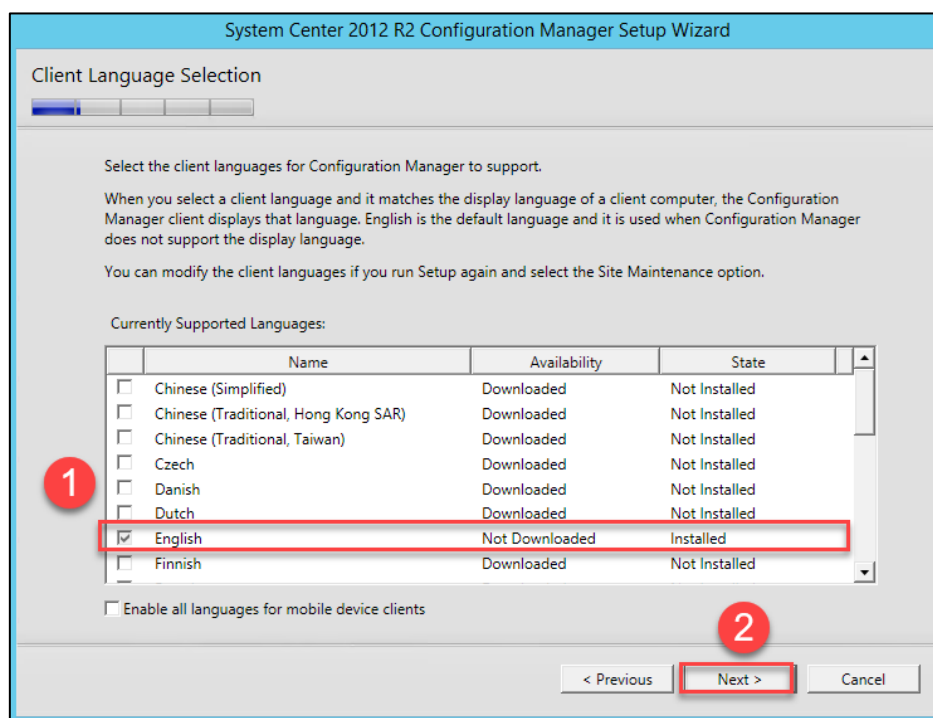 System Center 2012 R2 Configuration Manager Setup Wizard
Client Language Selection
Select the client languages for Configuration Manager to support.
When you select a client language and it matches the display language of a client computer, the Configuration
Manager client displays that language. English is the default language and it is used when Configuration Manager
does not support the display language.
You can modify the client languages if you run Setup again and select the Site Maintenance option.
Currently Supported Languages:
Name Availability State
Chinese (Simplified) Downloaded Not Installed
Chinese (Traditional, Hong Kong SAR) Downloaded Not Installed
Chinese (Traditional, Taiwan) Downloaded Not Installed
Czech Downloaded Not Installed
1
Danish Downloaded Not Installed
Dutch Downloaded Not Installed
English Not Downloaded Installed
Finnish Downloaded Not Installed
Enable all languages for mobile device clients
2
< Previous Next > Cancel